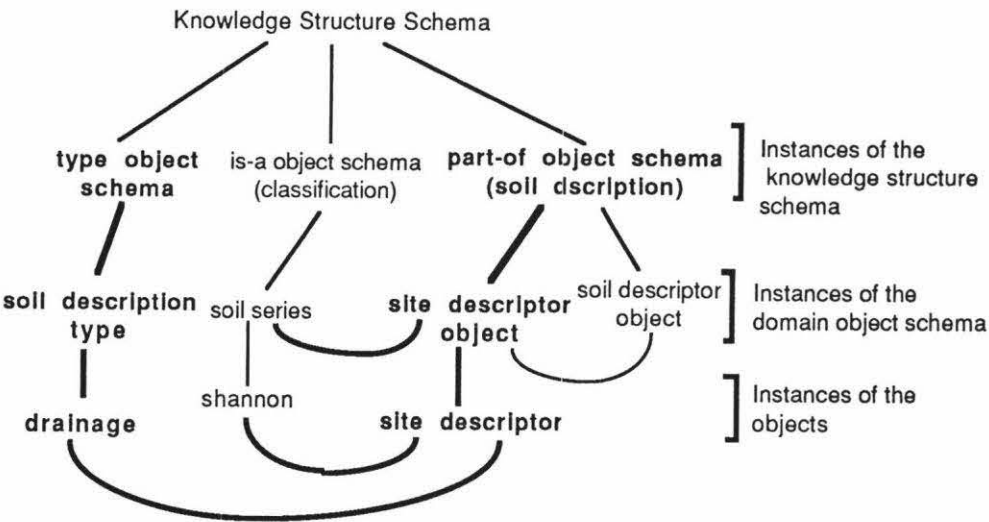 Knowledge Structure Schema
type object
schema
is-a object schema
(classification)
part-of object schema
(soil dscription)
Instances of the
knowledge structure
schema
soil description
type
soil series
site descriptor
object
soil descriptor
object
Instances of the
domain object schema
drainage
shannon
site descriptor
Instances of the
objects